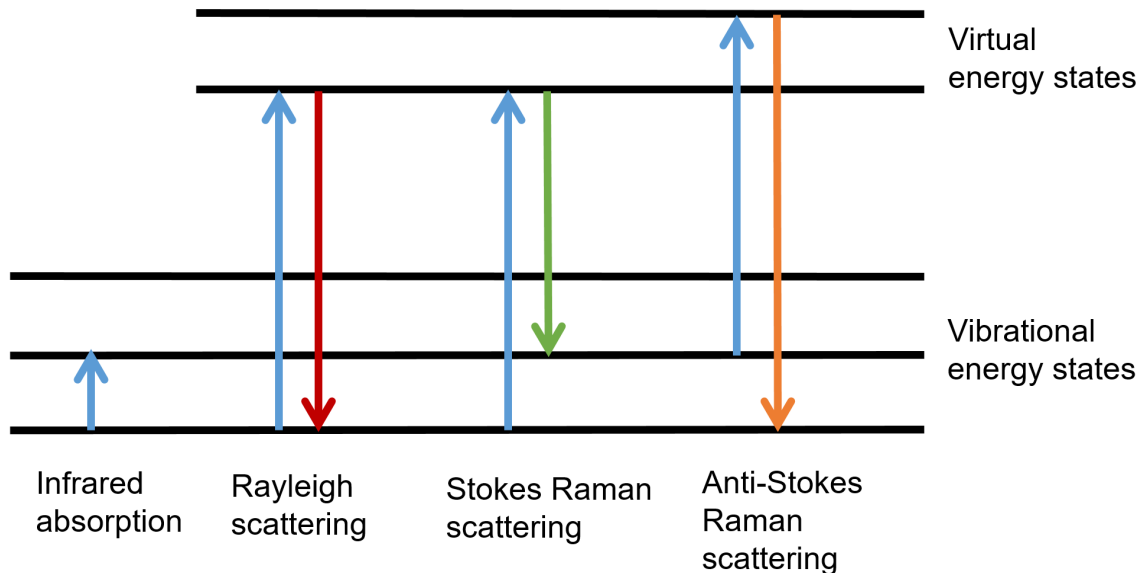 Virtual
energy states
Vibrational
energy states
Infrared
absorption
Rayleigh
scattering
Stokes Raman
scattering
Anti-Stokes
Raman
scattering